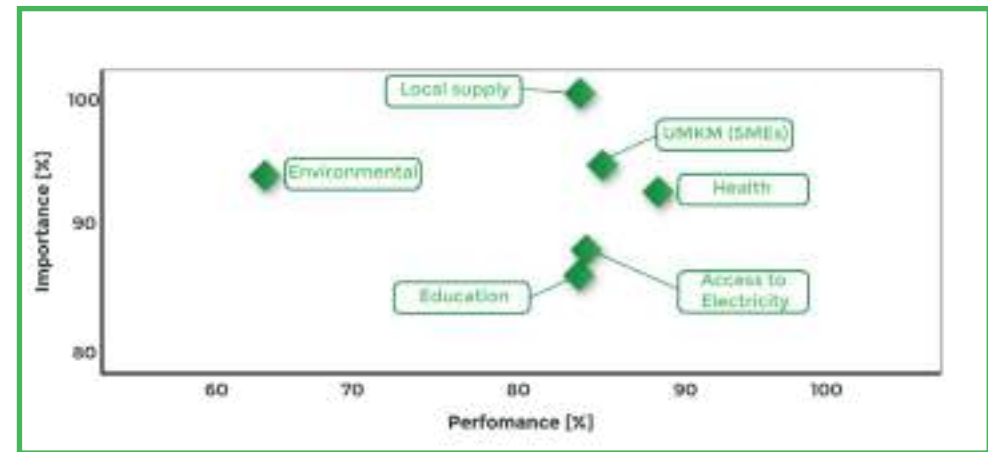 100
Local supply
UMKM (SMEs)
Environmental
Health
90
Access to
Electricity
Education
80
60 70 80 90 100
Importance [%]
Perfomance [%]